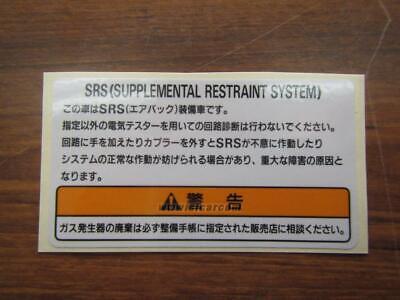 SRS(SUPPLEMENTAL RESTRAINT SYSTEM)
この車はSRS(エアバック)装備車です。
指定以外の電気テスターを用いての回路診断は行わないでください。
回路に手を加えたりカプラーを外すとSRSが不意に作動したり
システムの正常な作動が妨げられる場合があり、重大な障害の原因と
なります。
警 告
ガス発生器の廃棄は必ず整備手帳に指定された販売店に相談ください。